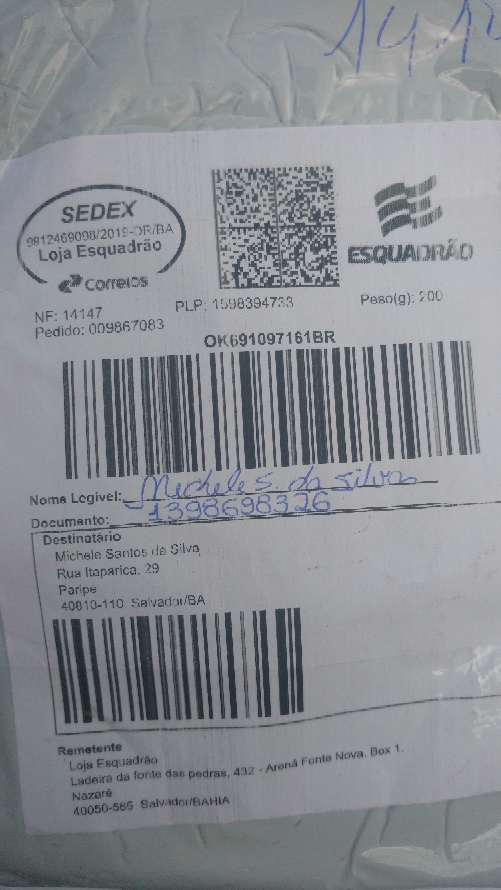 14.12
SEDEX
9912469098/2019-DR/BA
Loja Esquadrão
Correios
ESQUADRÃO
NF: 14147
PLP: 1598394733
Peso(g): 200
Pedido: 009867083
OK691097161BR
Nome Legível: Michele S. da Silva
Documento: 1398698326
Destinatário
Michele Santos da Silva
Rua Itaparica, 29
Paripe
40810-110 Salvador/BA
Remetente
Loja Esquadrão
Ladeira da fonte das pedras, 432 - Arena Fonte Nova, Box 1,
Nazaré
40050-565 Salvador/BAHIA